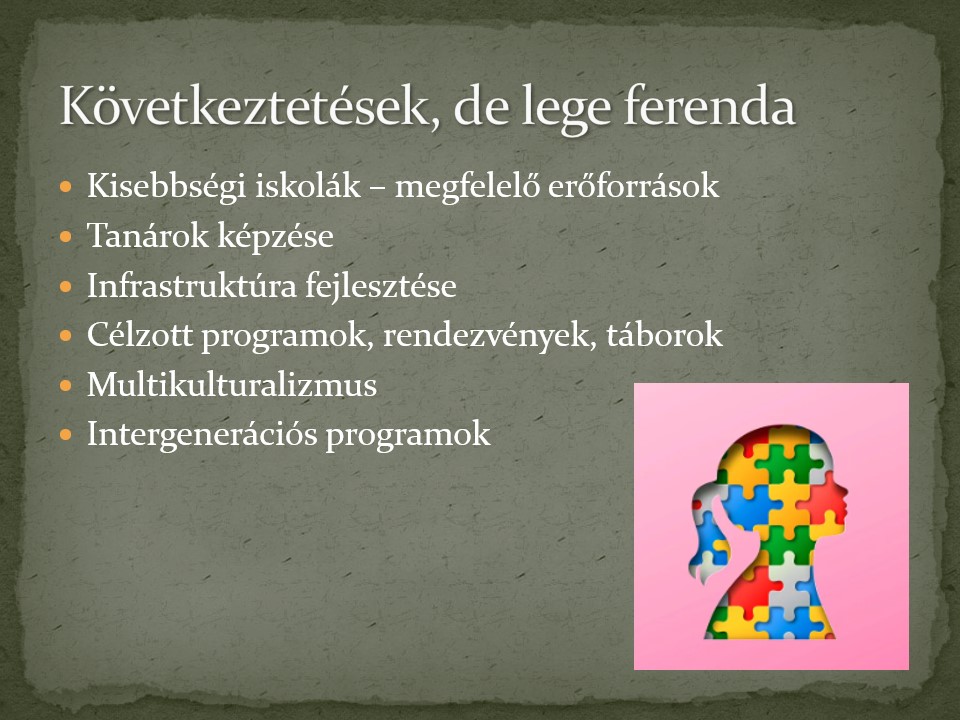 Következtetések, de lege ferenda
• Kisebbségi iskolák – megfelelő erőforrások
• Tanárok képzése
• Infrastruktúra fejlesztése
• Célzott programok, rendezvények, táborok
• Multikulturalizmus
• Intergenerációs programok